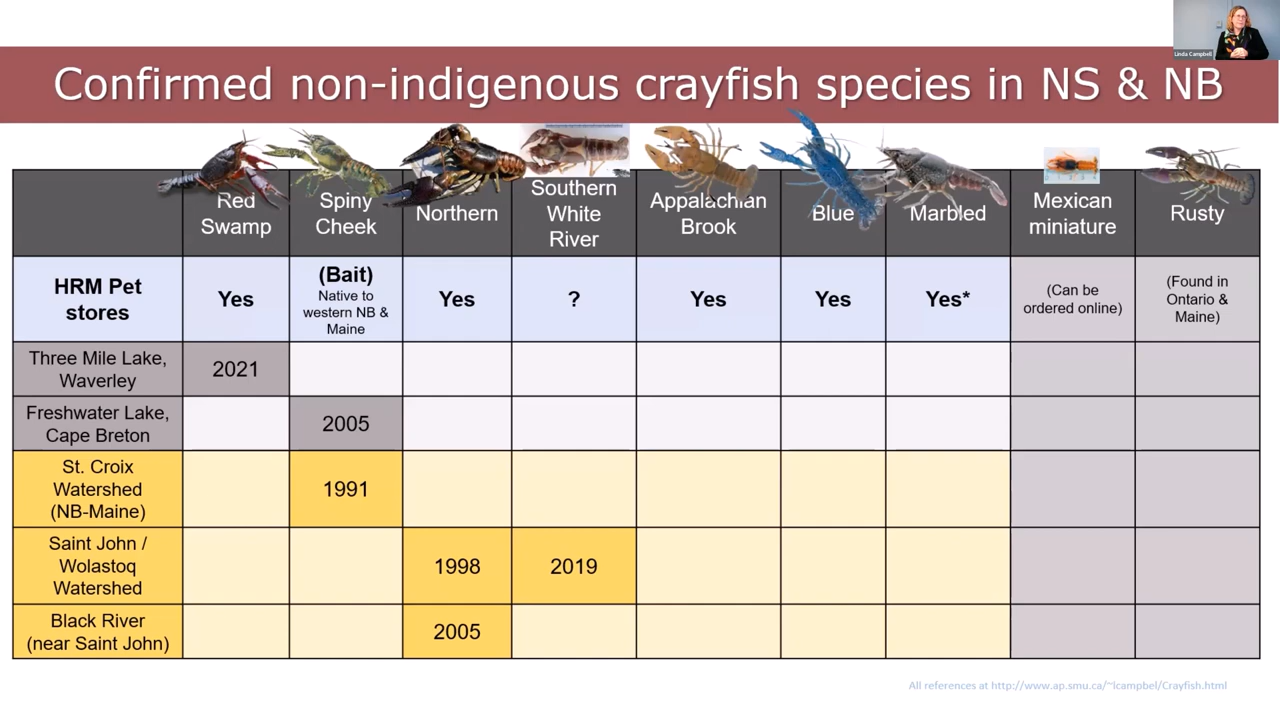 Linda Campbell
Confirmed non-indigenous crayfish species in NS & NB
Red
Swamp
Spiny
Cheek
Northern
Southern
White
River
Appalachian
Brook
Blue
Marbled
Mexican
miniature
Rusty
HRM Pet
stores
Yes
(Bait)
Native to
western NB &
Maine
Yes
?
Yes
Yes
Yes*
(Can be
ordered online)
(Found in
Ontario &
Maine)
Three Mile Lake,
Waverley
2021
Freshwater Lake,
Cape Breton
2005
St. Croix
Watershed
(NB-Maine)
1991
Saint John /
Wolastoq
Watershed
1998
2019
Black River
(near Saint John)
2005
All references at http://www.ap.smu.ca/~lcampbel/Crayfish.html